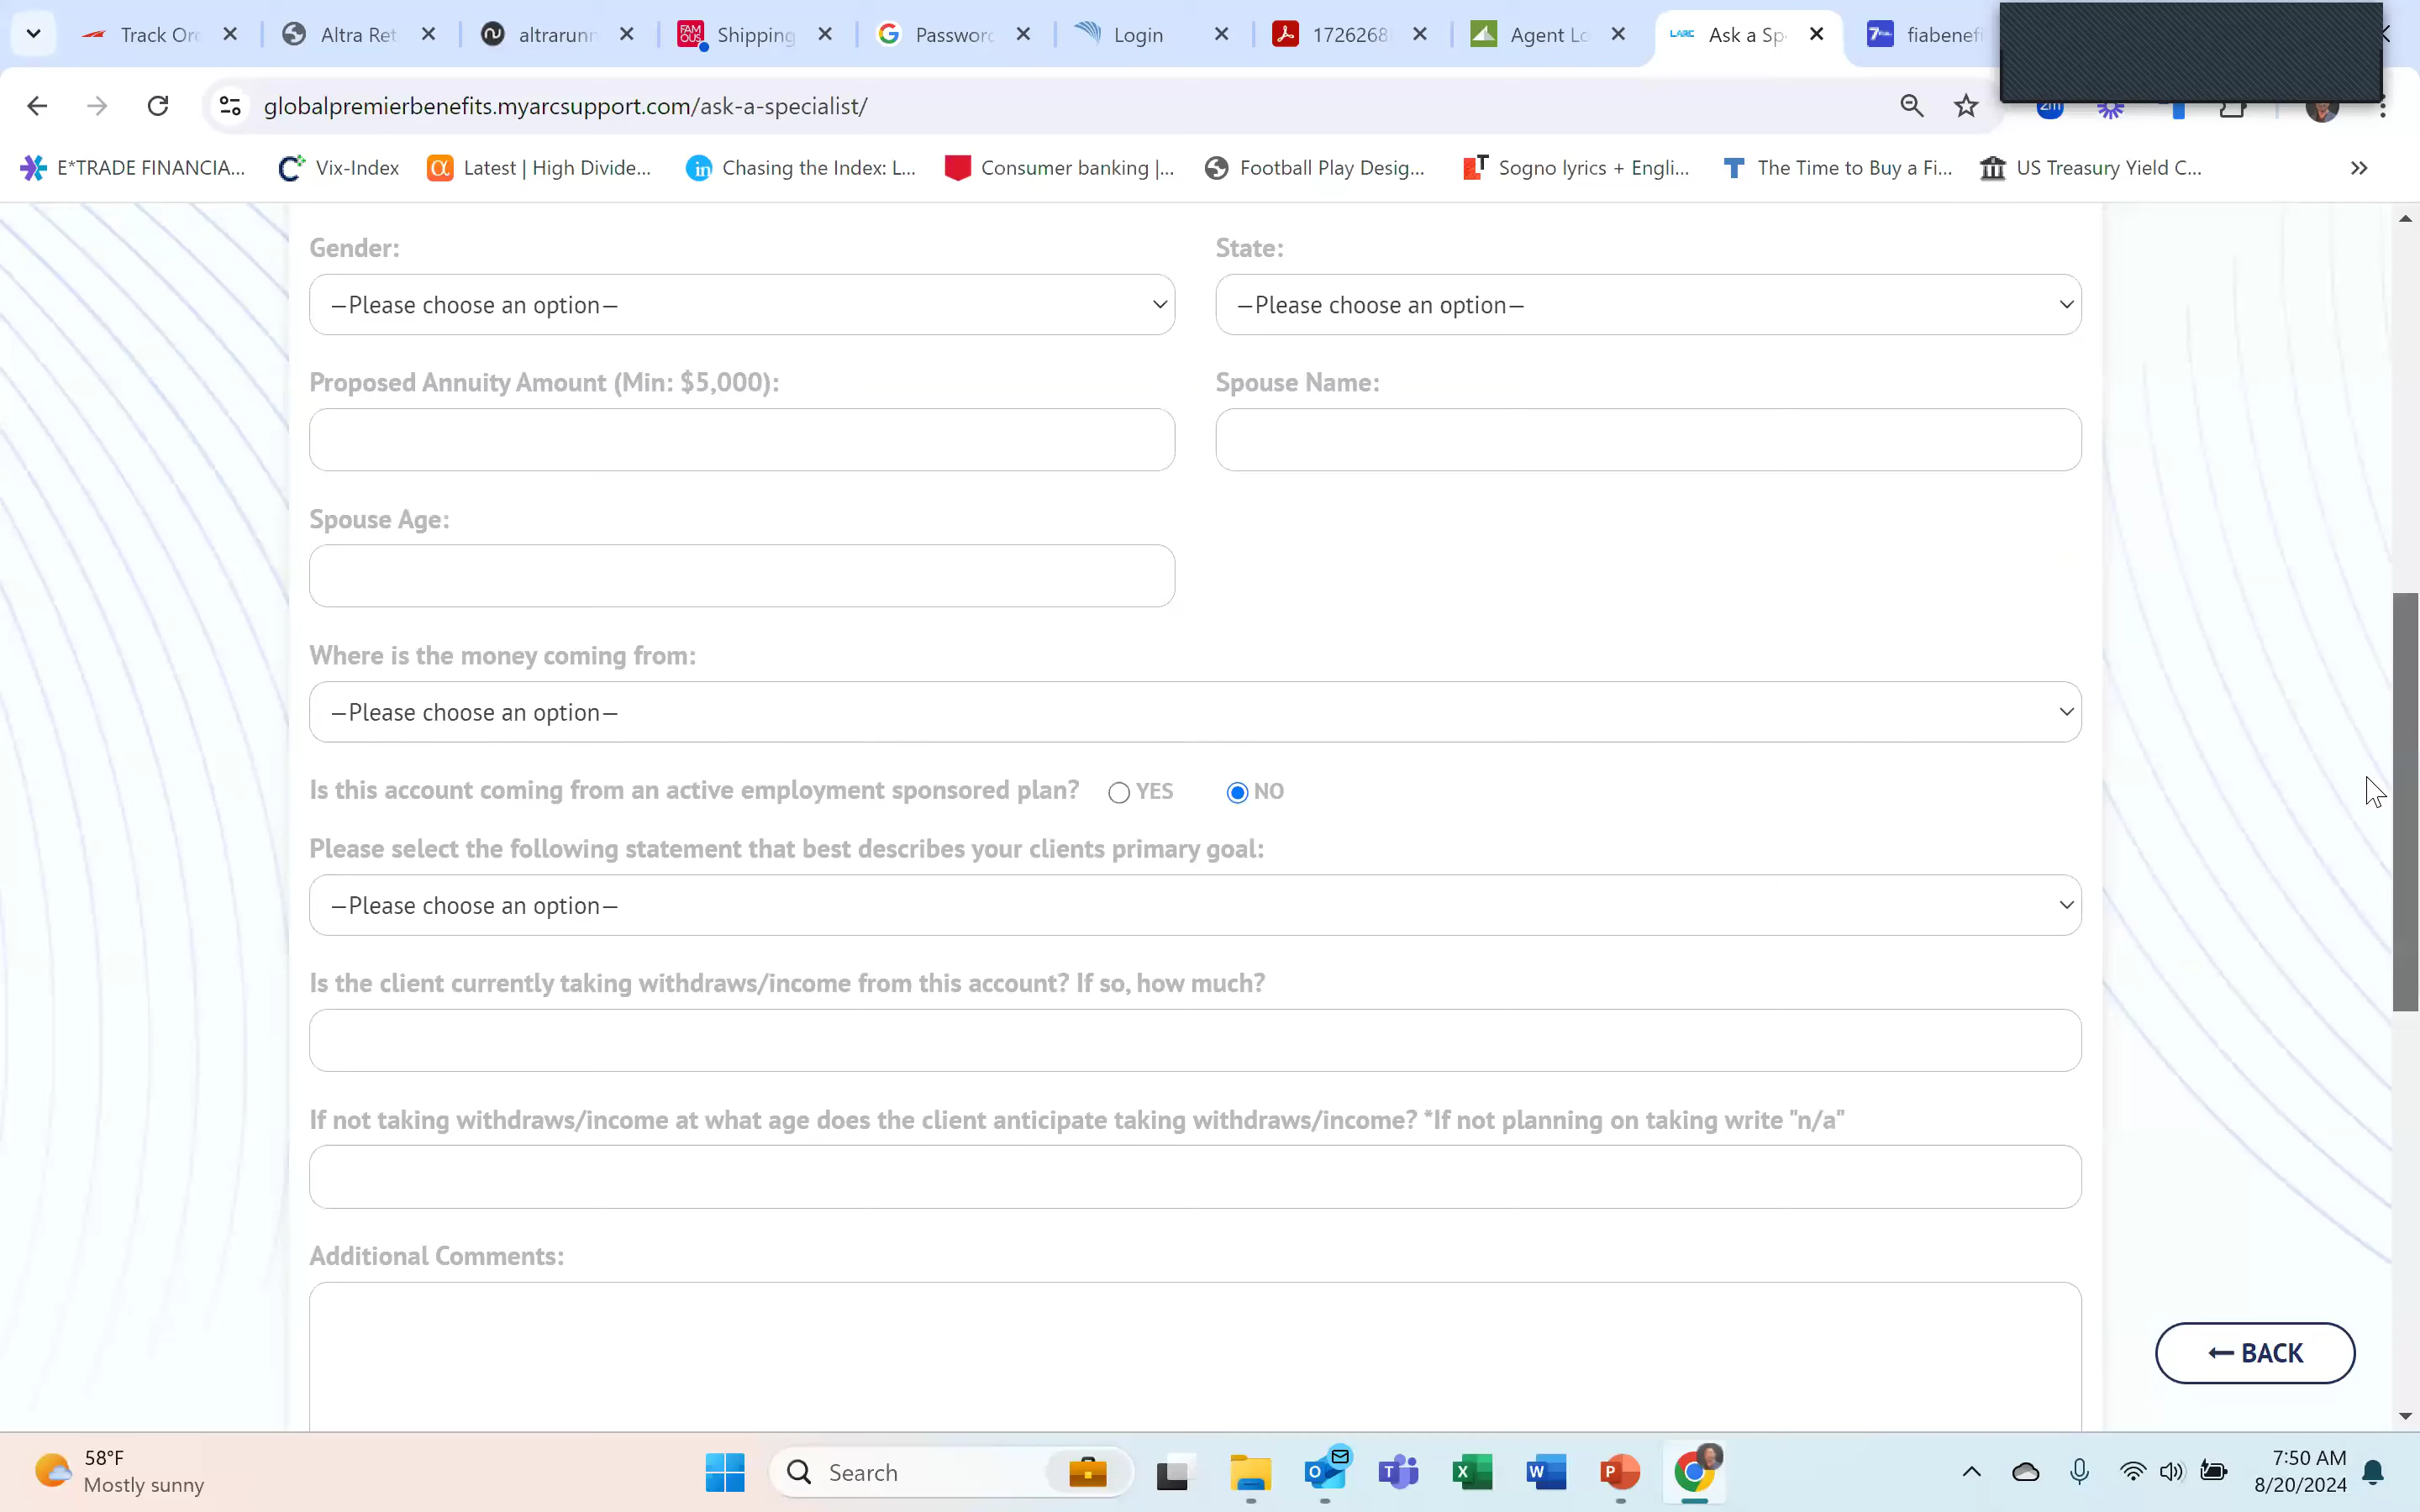 Track Or
Altra Ret
altrarunn
FAM
OUS
Shipping
Password
Login
1726268
Agent Lo
LARC
Ask a Sp
fiabenefi
globalpremierbenefits.myarcsupport.com/ask-a-specialist/
E*TRADE FINANCIA...
Vix-Index
Latest | High Divide...
Chasing the Index: L...
Consumer banking |...
Football Play Desig...
Sogno lyrics + Engli...
The Time to Buy a Fi...
US Treasury Yield C...
Gender:
State:
—Please choose an option—
—Please choose an option—
Proposed Annuity Amount (Min: $5,000):
Spouse Name:
Spouse Age:
Where is the money coming from:
—Please choose an option—
Is this account coming from an active employment sponsored plan? YES NO
Please select the following statement that best describes your clients primary goal:
—Please choose an option—
Is the client currently taking withdraws/income from this account? If so, how much?
If not taking withdraws/income at what age does the client anticipate taking withdraws/income? *If not planning on taking write "n/a"
Additional Comments:
← BACK
58°F
Mostly sunny
Search
7:50 AM
8/20/2024